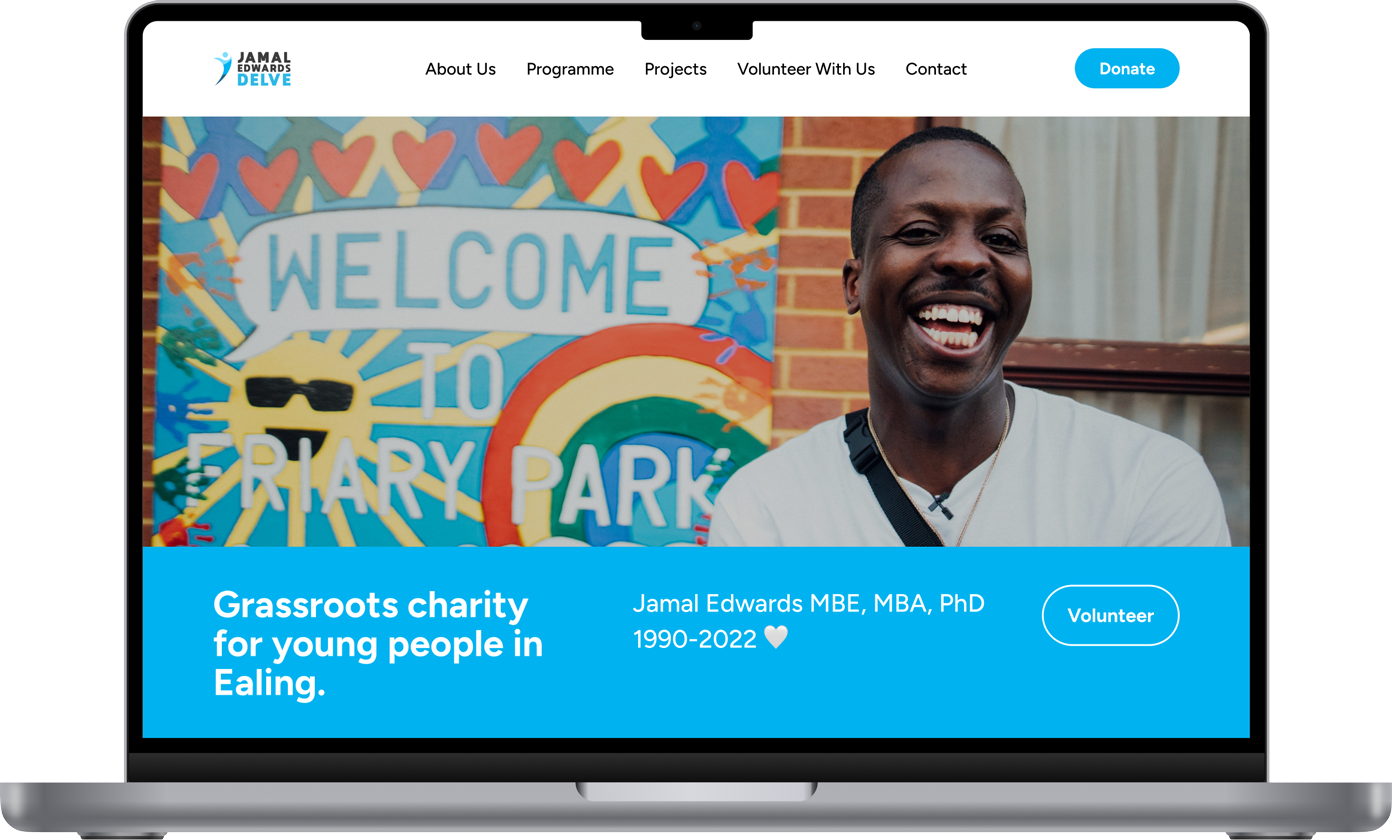 JAMAL
EDWARDS
DELVE
About Us
Programme
Projects
Volunteer With Us
Contact
Donate
WELCOME
TO
FRIARY PARK
Grassroots charity
for young people in
Ealing.
Jamal Edwards MBE, MBA, PhD
1990-2022 🤍
Volunteer